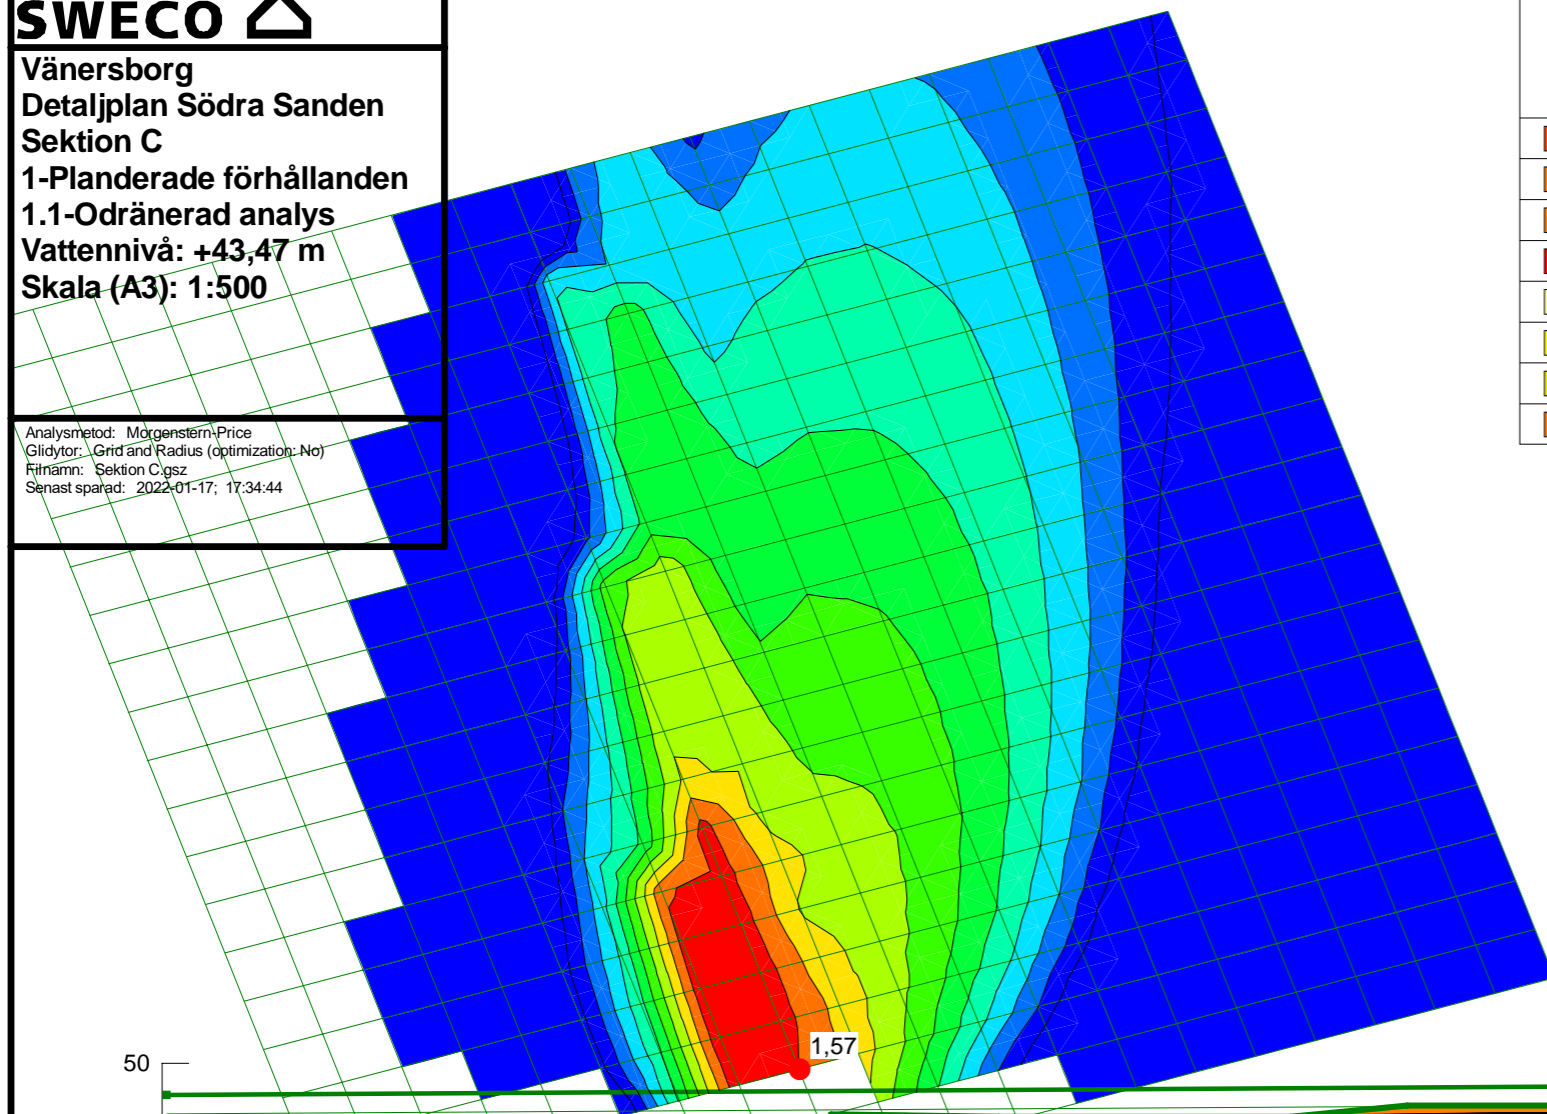 SWECO
Vänersborg
Detaljplan Södra Sanden
Sektion C
1-Planderade förhållanden
1.1-Odränerad analys
Vattennivå: +43,47 m
Skala (A3): 1:500
Analysmetod: Morgenstern-Price
Glidytor: Grid and Radius (optimization: No)
Filnamn: Sektion C.gsz
Senast sparad: 2022-01-17; 17:34:44
1,57
50